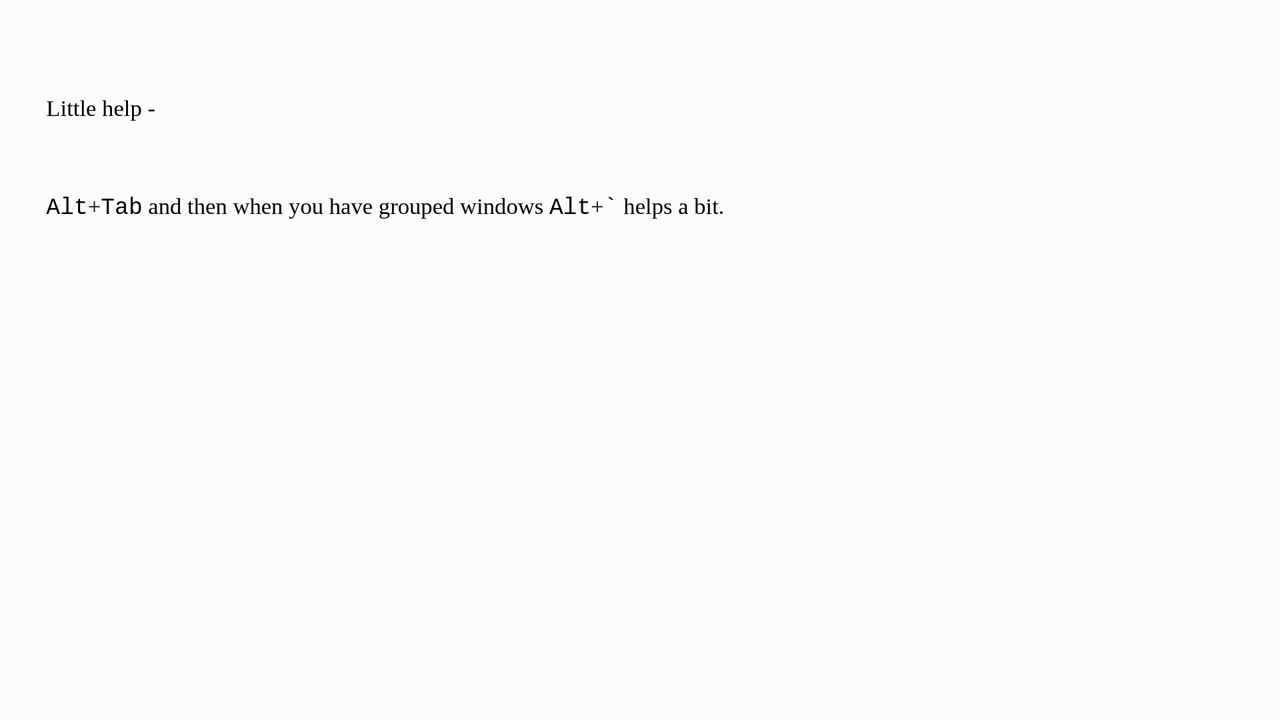 Little help -
Alt+Tab and then when you have grouped windows Alt+` helps a bit.